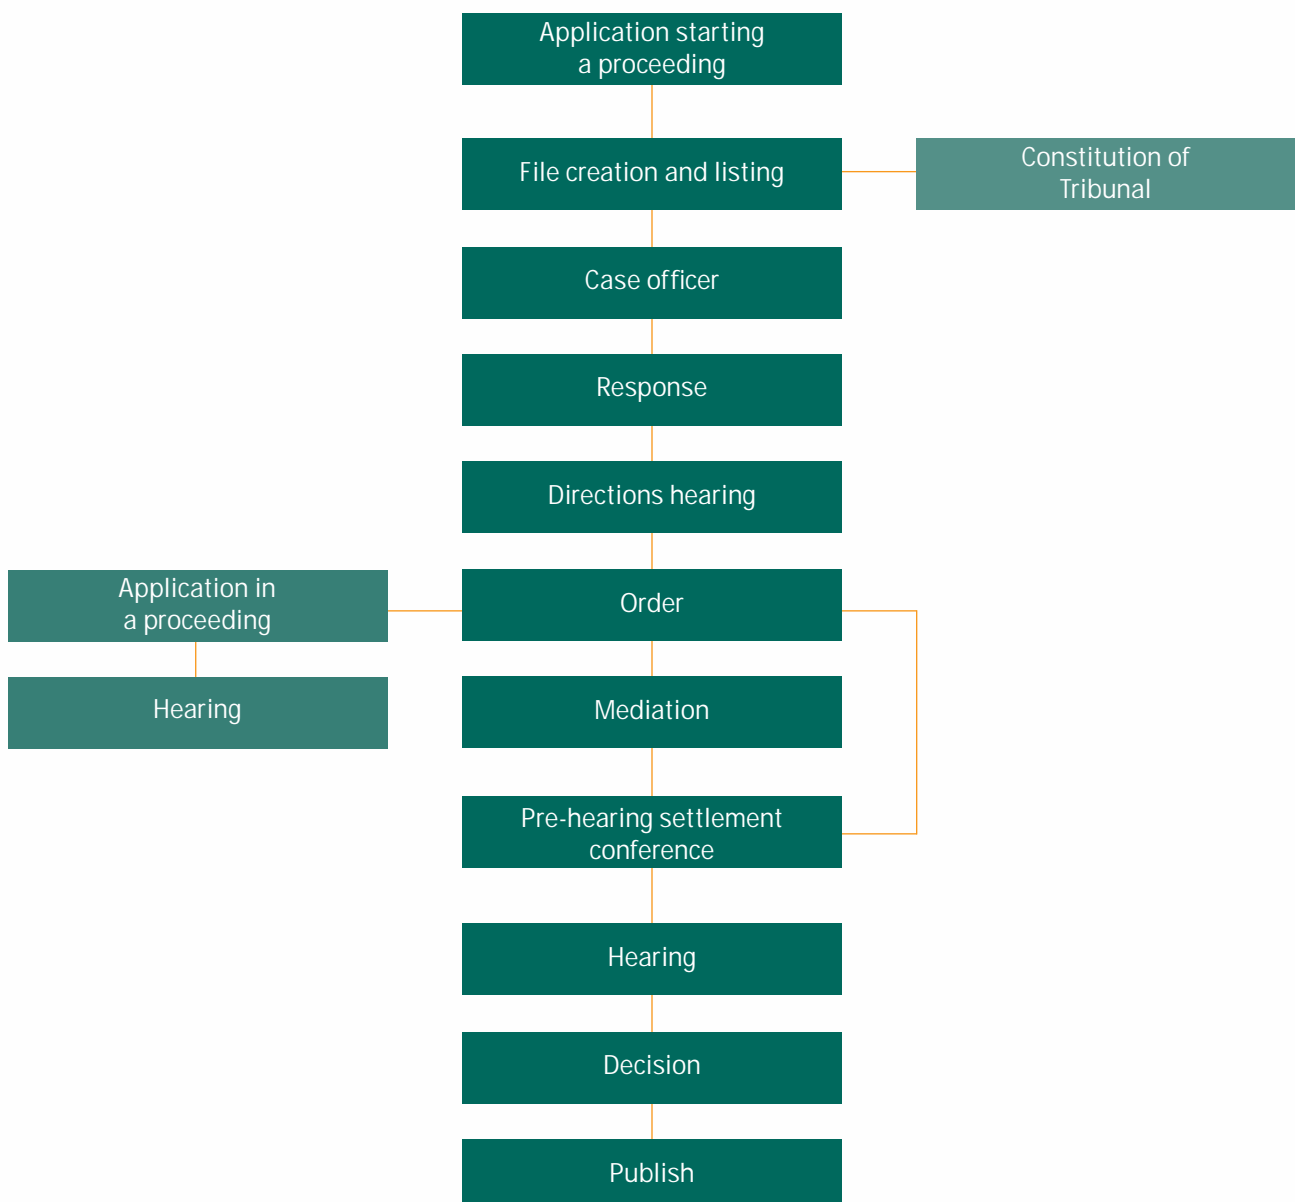 Application starting
a proceeding
File creation and listing
Constitution of
Tribunal
Case officer
Response
Directions hearing
Application in
a proceeding
Order
Hearing
Mediation
Pre-hearing settlement
conference
Hearing
Decision
Publish